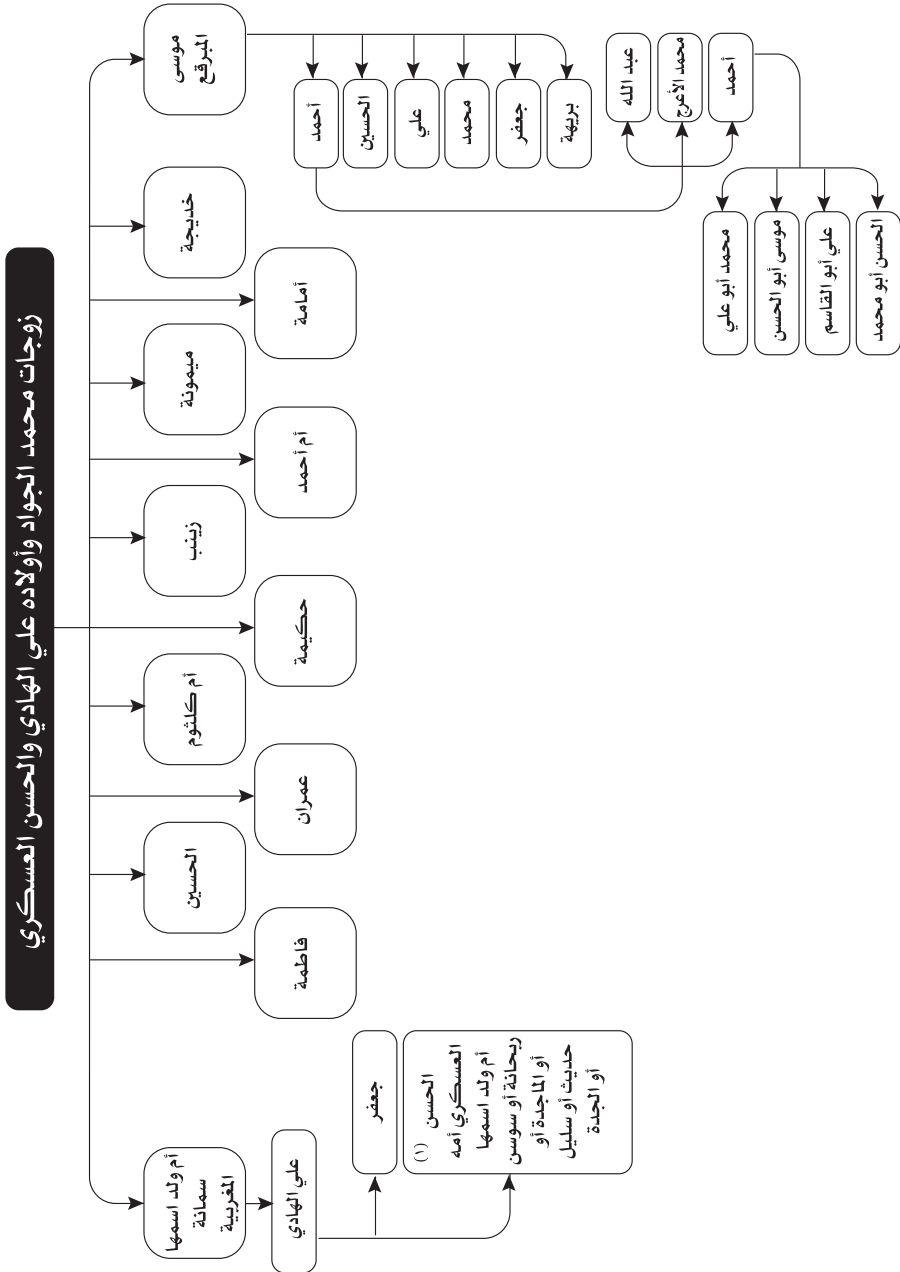 زوجات محمد الجواد وأولاده علي الهادي والحسن العسكري
موسى
المبرقع
خديجة
أمامة
ميمونة
أم أحمد
زينب
حكيمة
أم كلثوم
عمران
الحسين
فاطمة
أم ولد اسمها
سمانة
المغربية
أحمد
الحسين
علي
محمد
جعفر
بريهة
عبد الله
محمد الأعرج
أحمد
محمد أبو علي
موسى أبو الحسن
علي أبو القاسم
الحسن أبو محمد
علي الهادي
جعفر
الحسن (١)
العسكري أمه
أم ولد اسمها
ريحانة أو سوسن
أو الماجدة أو
حديث أو سليل
أو الجدة